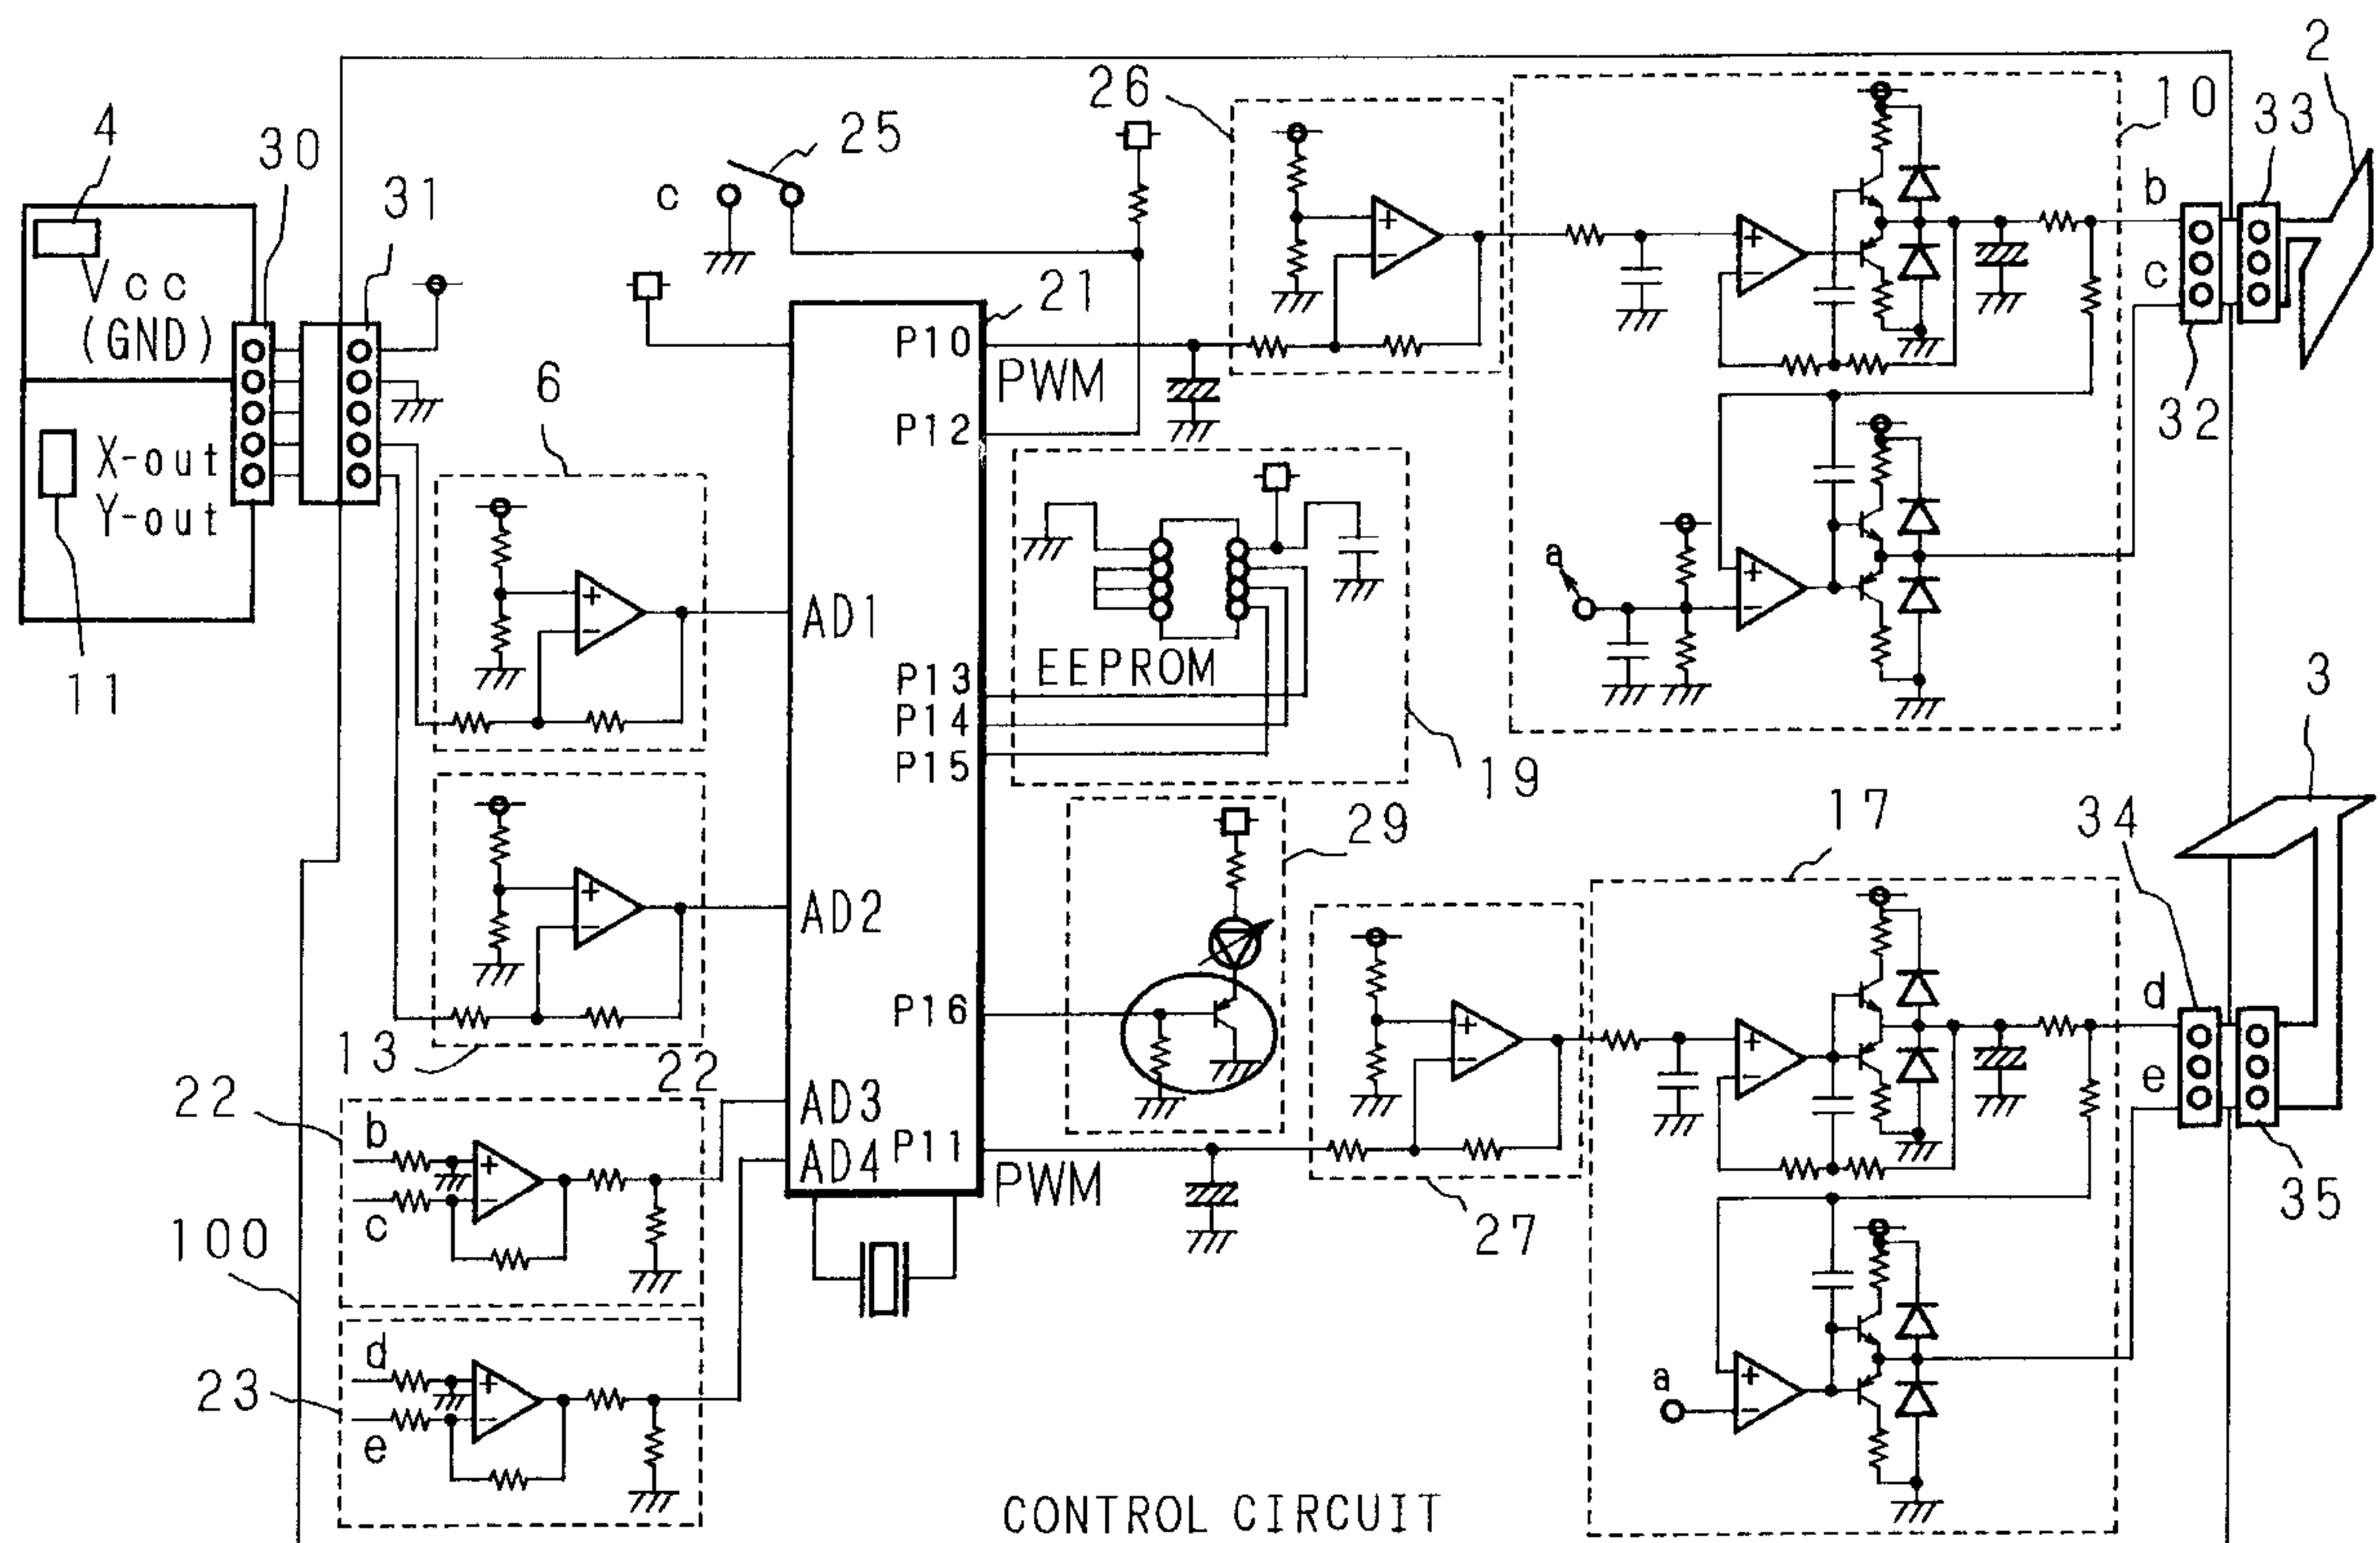 2
26
10
33
4
30
25
b
31
c
c
Vcc
21
(GND)
P10
PWM
32
6
P12
X-out
Y-out
a
AD1
EEPROM
11
P13
P14
3
P15
19
17
34
29
AD2
d
P16
13
22
e
22
AD3
b
P11
AD4
PWM
35
c
100
27
d
a
23
e
CONTROL CIRCUIT
+
−
+
−
+
−
+
−
+
−
+
−
+
−
+
−
+
−
+
−